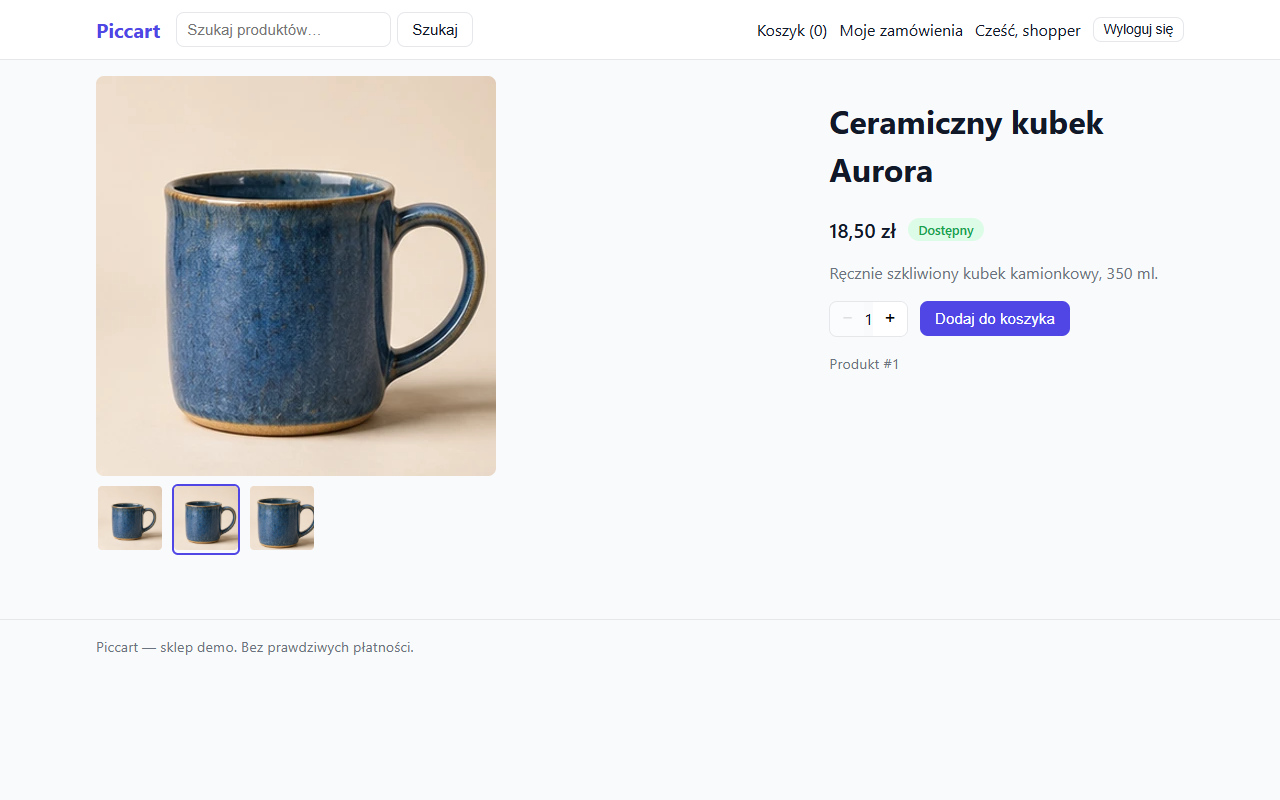 Piccart
Szukaj produktów…
Szukaj
Koszyk (0)
Moje zamówienia
Cześć, shopper
Wyloguj się
Ceramiczny kubek
Aurora
18,50 zł
Dostępny
Ręcznie szkliwiony kubek kamionkowy, 350 ml.
− 1 +
Dodaj do koszyka
Produkt #1
Piccart — sklep demo. Bez prawdziwych płatności.